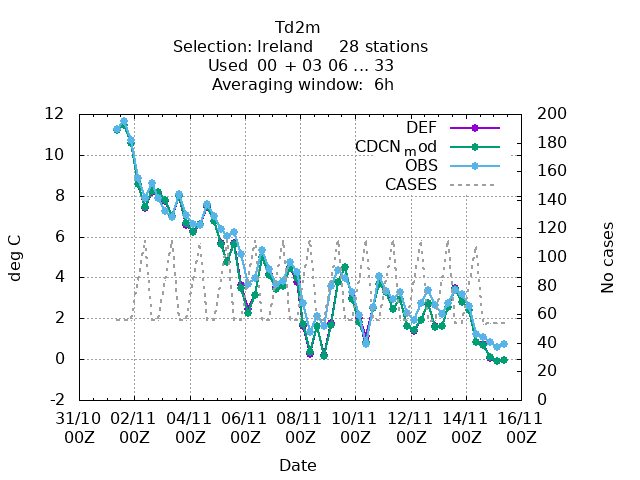 Td2m
Selection: Ireland 28 stations
Used 00 + 03 06 ... 33
Averaging window: 6h
12
10
8
6
4
2
0
-2
deg C
200
180
160
140
120
100
80
60
40
20
0
No cases
DEF
CDCNmod
OBS
CASES
31/10 02/11 04/11 06/11 08/11 10/11 12/11 14/11 16/11
00Z 00Z 00Z 00Z 00Z 00Z 00Z 00Z 00Z
Date